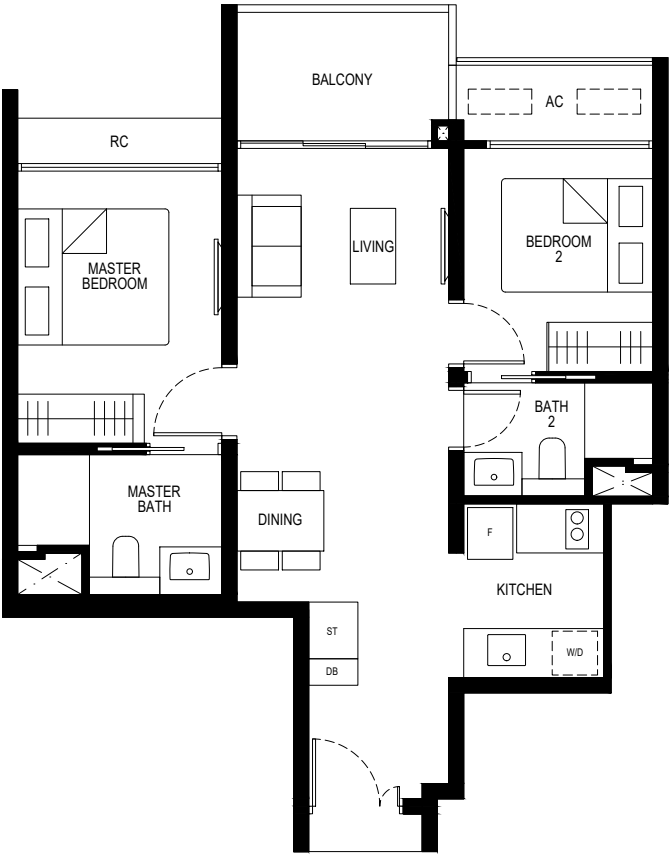 BALCONY
AC
RC
LIVING
BEDROOM
2
MASTER
BEDROOM
BATH
2
MASTER
BATH
DINING
F
KITCHEN
ST
W/D
DB